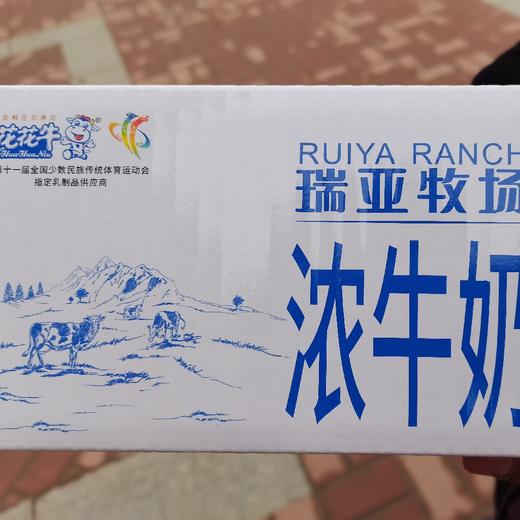 花花牛
HuaHuaNiu
十一届全国少数民族传统体育运动会
指定乳制品供应商
RUIYA RANCH
瑞亚牧场
浓牛奶